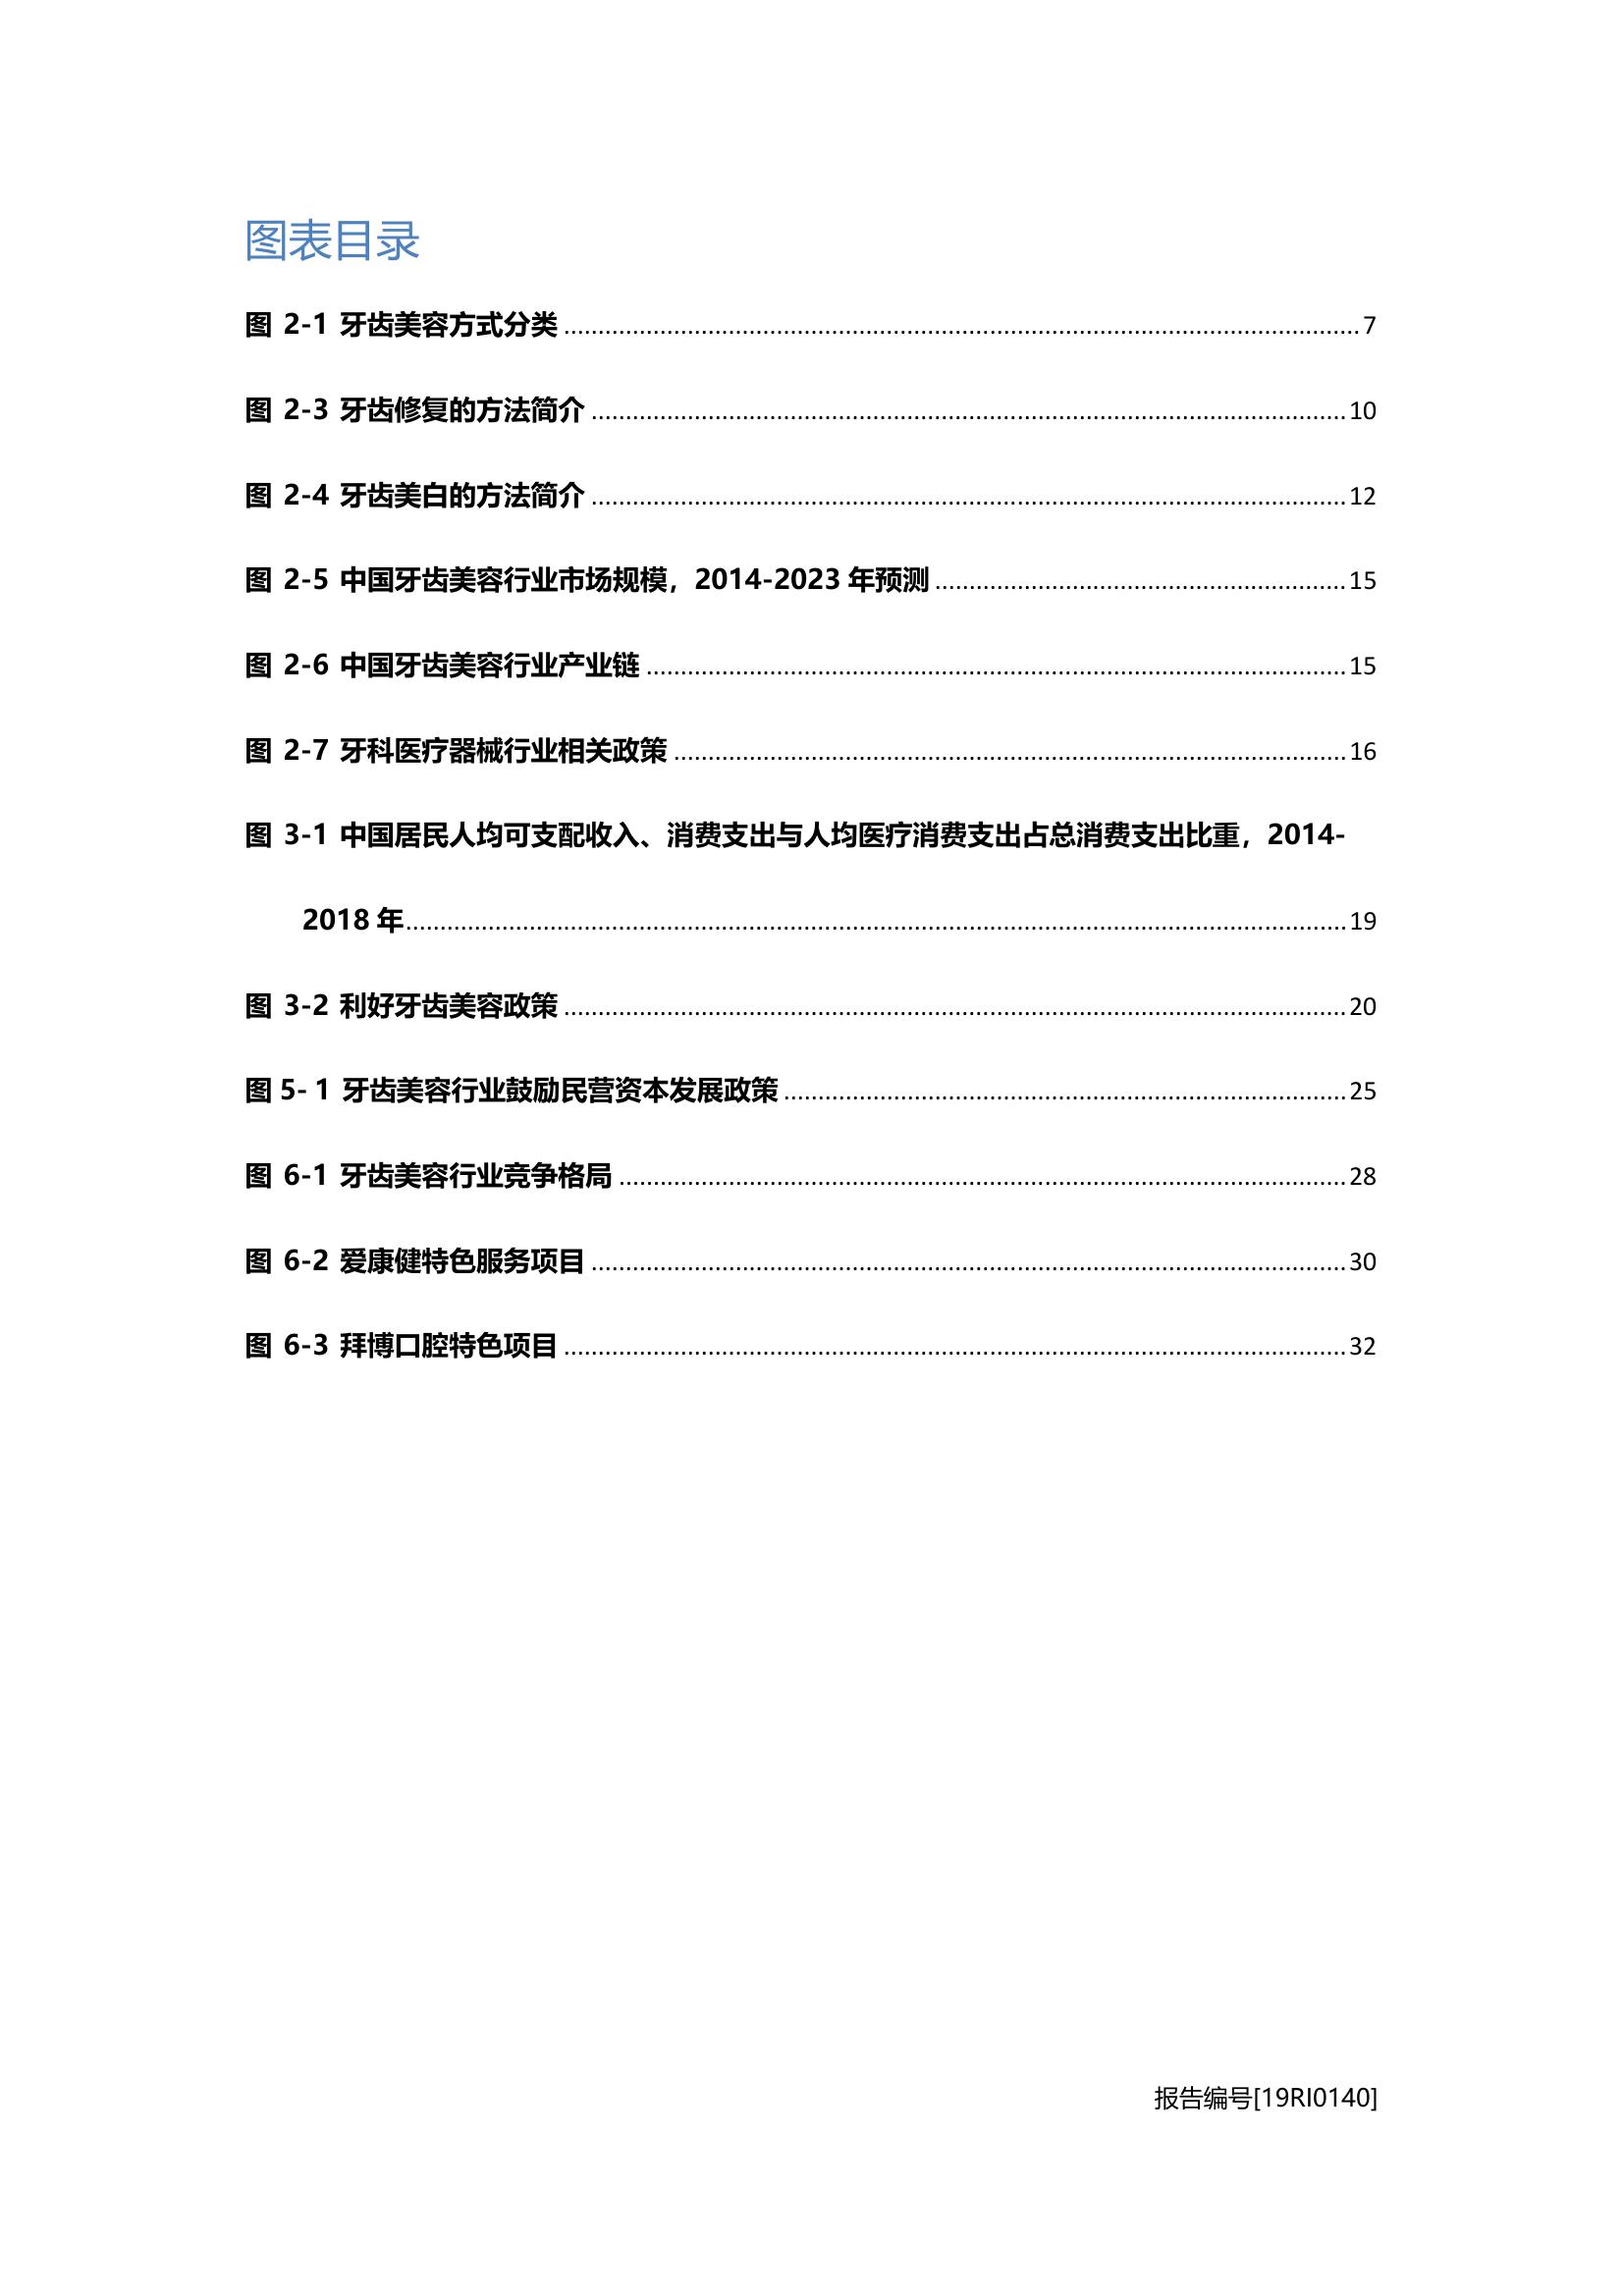 图表目录
图 2-1 牙齿美容方式分类 7
图 2-3 牙齿修复的方法简介 10
图 2-4 牙齿美白的方法简介 12
图 2-5 中国牙齿美容行业市场规模，2014-2023 年预测 15
图 2-6 中国牙齿美容行业产业链 15
图 2-7 牙科医疗器械行业相关政策 16
图 3-1 中国居民人均可支配收入、消费支出与人均医疗消费支出占总消费支出比重，2014-
2018 年 19
图 3-2 利好牙齿美容政策 20
图 5- 1 牙齿美容行业鼓励民营资本发展政策 25
图 6-1 牙齿美容行业竞争格局 28
图 6-2 爱康健特色服务项目 30
图 6-3 拜博口腔特色项目 32
报告编号[19RI0140]